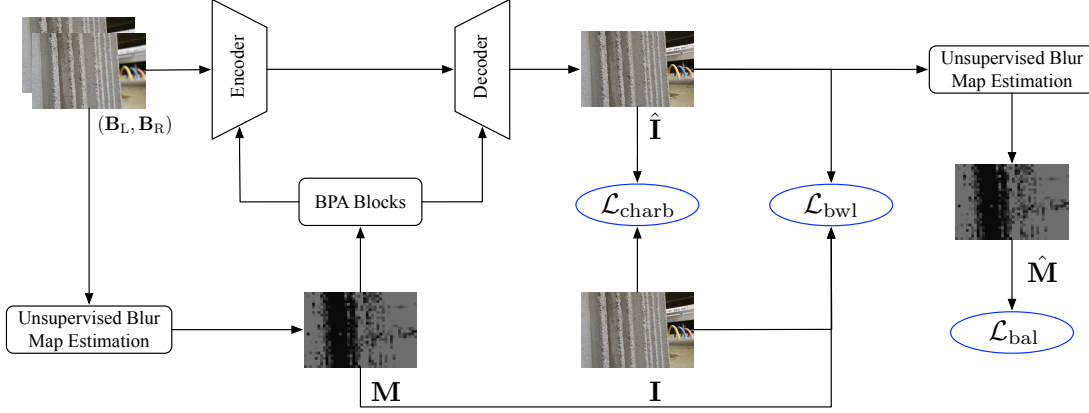 (B_L, B_R)
Encoder
Decoder
Î
Unsupervised Blur
Map Estimation
BPA Blocks
ℒ_charb
ℒ_bwl
M̂
Unsupervised Blur
Map Estimation
M
I
ℒ_bal